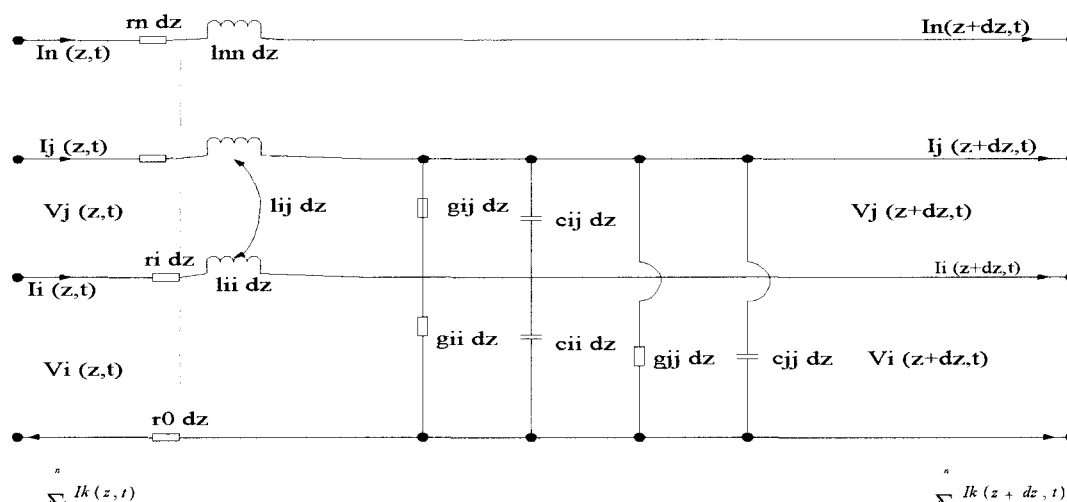 rn dz
In (z,t)
lnn dz
In(z+dz,t)
Ij (z,t)
Ij (z+dz,t)
Vj (z,t)
lij dz
gij dz
cij dz
Vj (z+dz,t)
ri dz
Ii (z,t)
lii dz
Ii (z+dz,t)
Vi (z,t)
gii dz
cii dz
gjj dz
cjj dz
Vi (z+dz,t)
r0 dz
n
∑ Ik (z,t)
n
∑ Ik (z + dz,t)